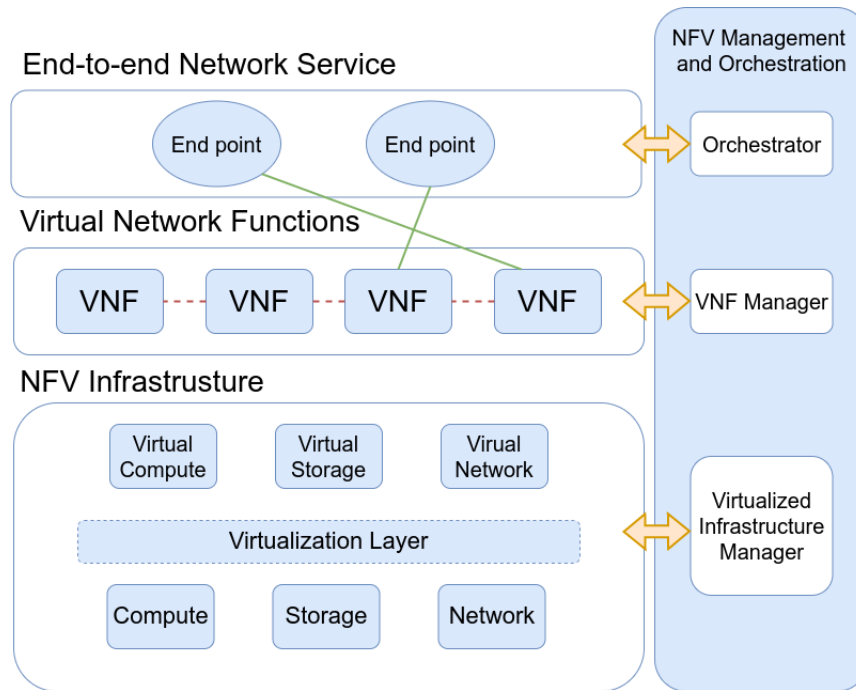 End-to-end Network Service
End point
End point
Virtual Network Functions
VNF
VNF
VNF
VNF
NFV Infrastrusture
Virtual
Compute
Virtual
Storage
Virual
Network
Virtualization Layer
Compute
Storage
Network
NFV Management
and Orchestration
Orchestrator
VNF Manager
Virtualized
Infrastructure
Manager